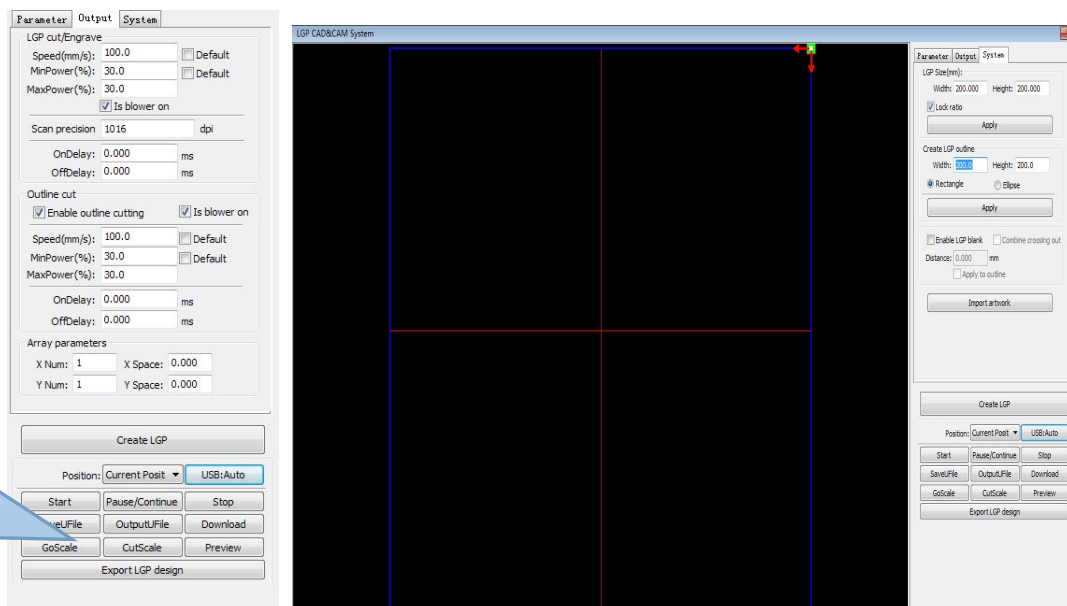 Parameter Output System
LGP cut/Engrave
Speed(mm/s): 100.0 Default
MinPower(%): 30.0 Default
MaxPower(%): 30.0
Is blower on
Scan precision 1016 dpi
OnDelay: 0.000 ms
OffDelay: 0.000 ms
Outline cut
Enable outline cutting Is blower on
Speed(mm/s): 100.0 Default
MinPower(%): 30.0 Default
MaxPower(%): 30.0
OnDelay: 0.000 ms
OffDelay: 0.000 ms
Array parameters
X Num: 1 X Space: 0.000
Y Num: 1 Y Space: 0.000
Create LGP
Position: Current Posit USB:Auto
Start Pause/Continue Stop
veUFile OutputUFile Download
GoScale CutScale Preview
Export LGP design
LGP CAD&CAM System
Parameter Output System
LGP Size(mm):
Width: 200.000 Height: 200.000
Lock ratio
Apply
Create LGP outline
Width: 200.0 Height: 200.0
Rectangle Ellipse
Apply
Enable LGP blank Combine crossing out
Distance: 0.000 mm
Apply to outline
Import artwork
Create LGP
Position: Current Posit USB:Auto
Start Pause/Continue Stop
SaveUFile OutputUFile Download
GoScale CutScale Preview
Export LGP design